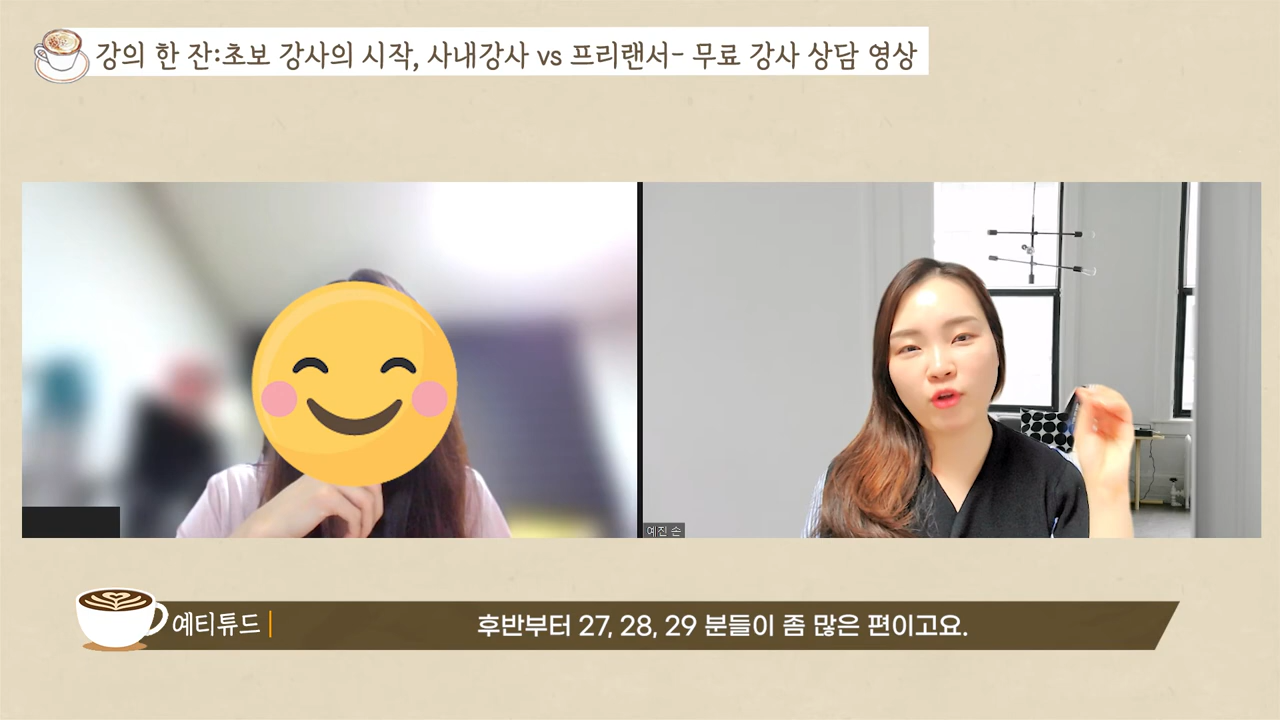 강의 한 잔:초보 강사의 시작, 사내강사 vs 프리랜서- 무료 강사 상담 영상
예진 손
예티튜드
후반부터 27, 28, 29 분들이 좀 많은 편이고요.